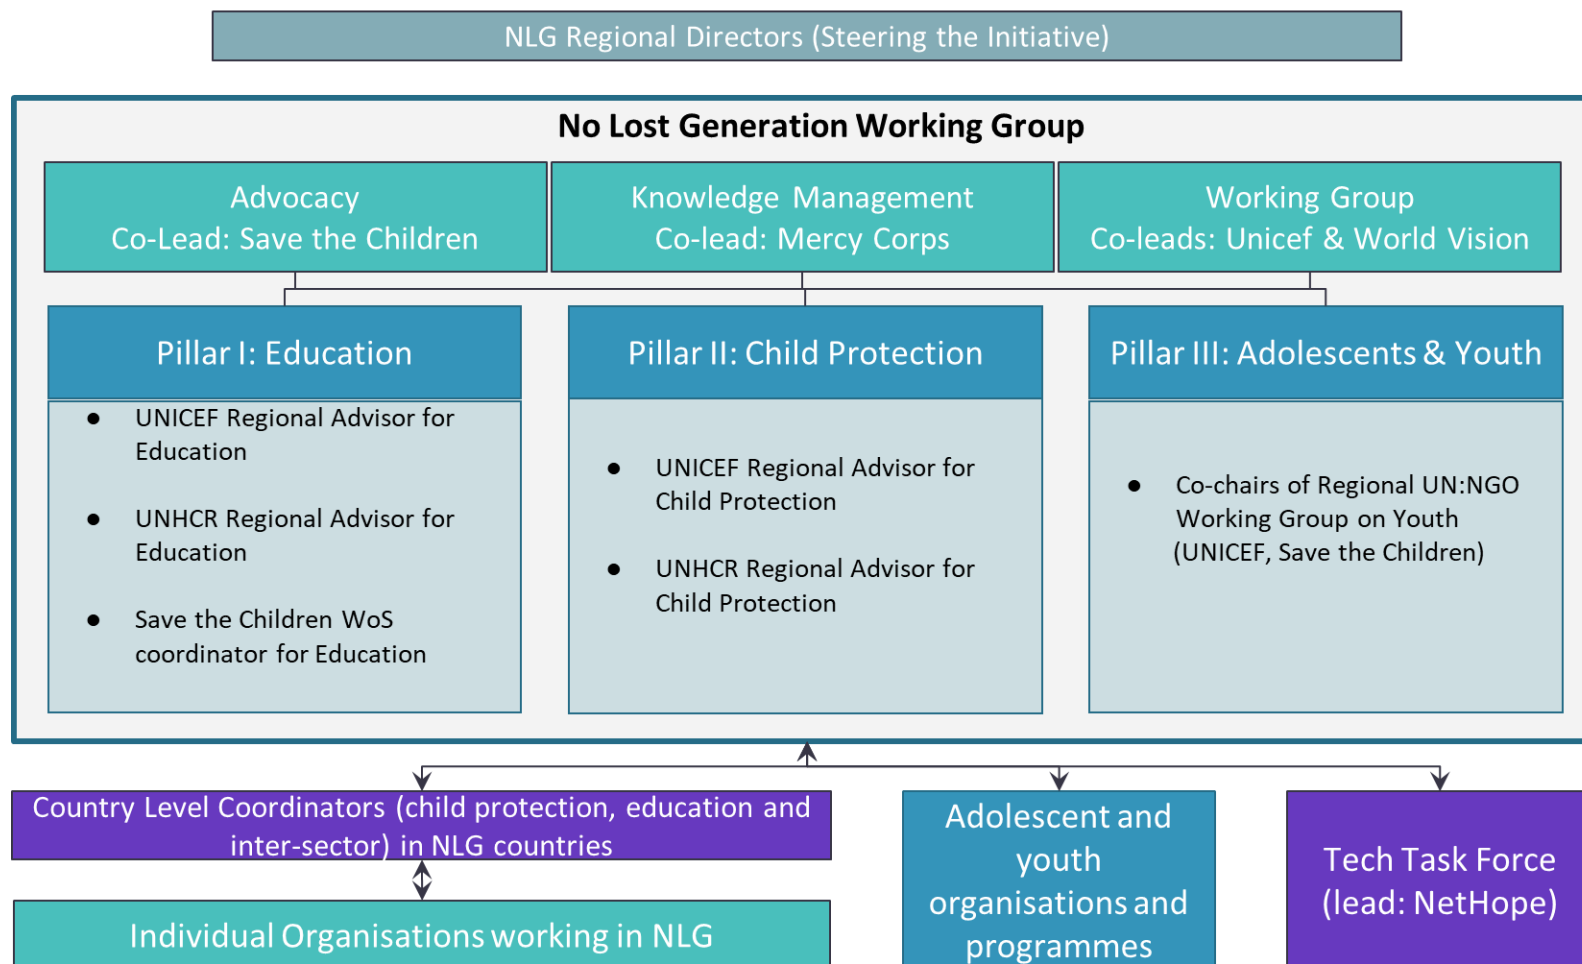 NLG Regional Directors (Steering the Initiative)
No Lost Generation Working Group
Advocacy
Co-Lead: Save the Children
Knowledge Management
Co-lead: Mercy Corps
Working Group
Co-leads: Unicef & World Vision
Pillar I: Education
● UNICEF Regional Advisor for
Education
● UNHCR Regional Advisor for
Education
● Save the Children WoS
coordinator for Education
Pillar II: Child Protection
● UNICEF Regional Advisor for
Child Protection
● UNHCR Regional Advisor for
Child Protection
Pillar III: Adolescents & Youth
● Co-chairs of Regional UN:NGO
Working Group on Youth
(UNICEF, Save the Children)
Country Level Coordinators (child protection, education and
inter-sector) in NLG countries
Individual Organisations working in NLG
Adolescent and
youth
organisations and
programmes
Tech Task Force
(lead: NetHope)